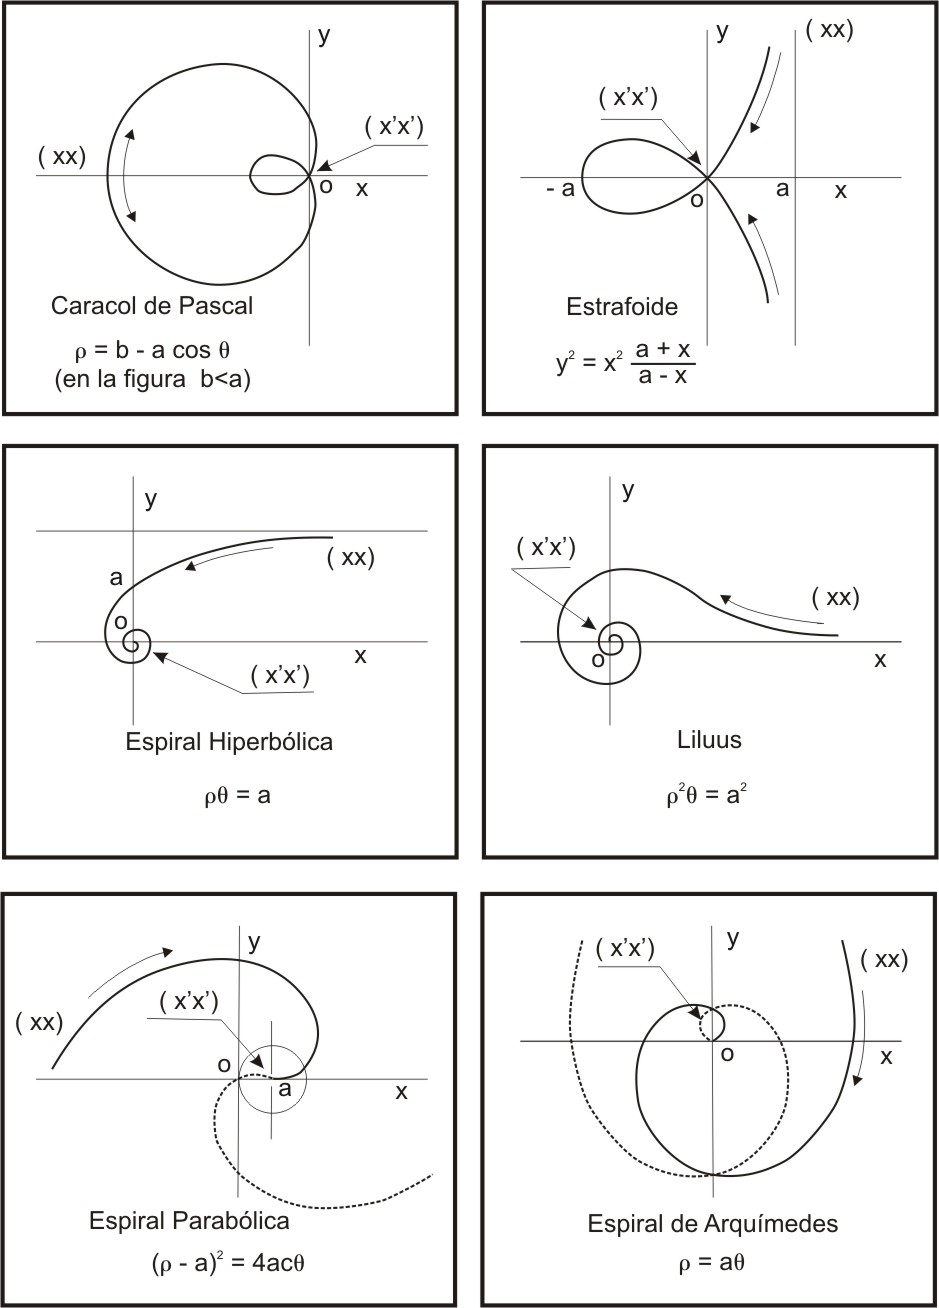 y
( x'x')
( xx)
o
x
Caracol de Pascal
ρ = b - a cos θ
(en la figura b<a)
y
( xx)
( x'x')
- a
o
a
x
Estrafoide
y² = x² a + x
a - x
y
( xx)
a
o
x
( x'x')
Espiral Hiperbólica
ρθ = a
y
( x'x')
( xx)
o
x
Liluus
ρ²θ = a²
y
( x'x')
( xx)
o
a
x
Espiral Parabólica
(ρ - a)² = 4acθ
y
( x'x')
( xx)
o
x
Espiral de Arquímedes
ρ = aθ